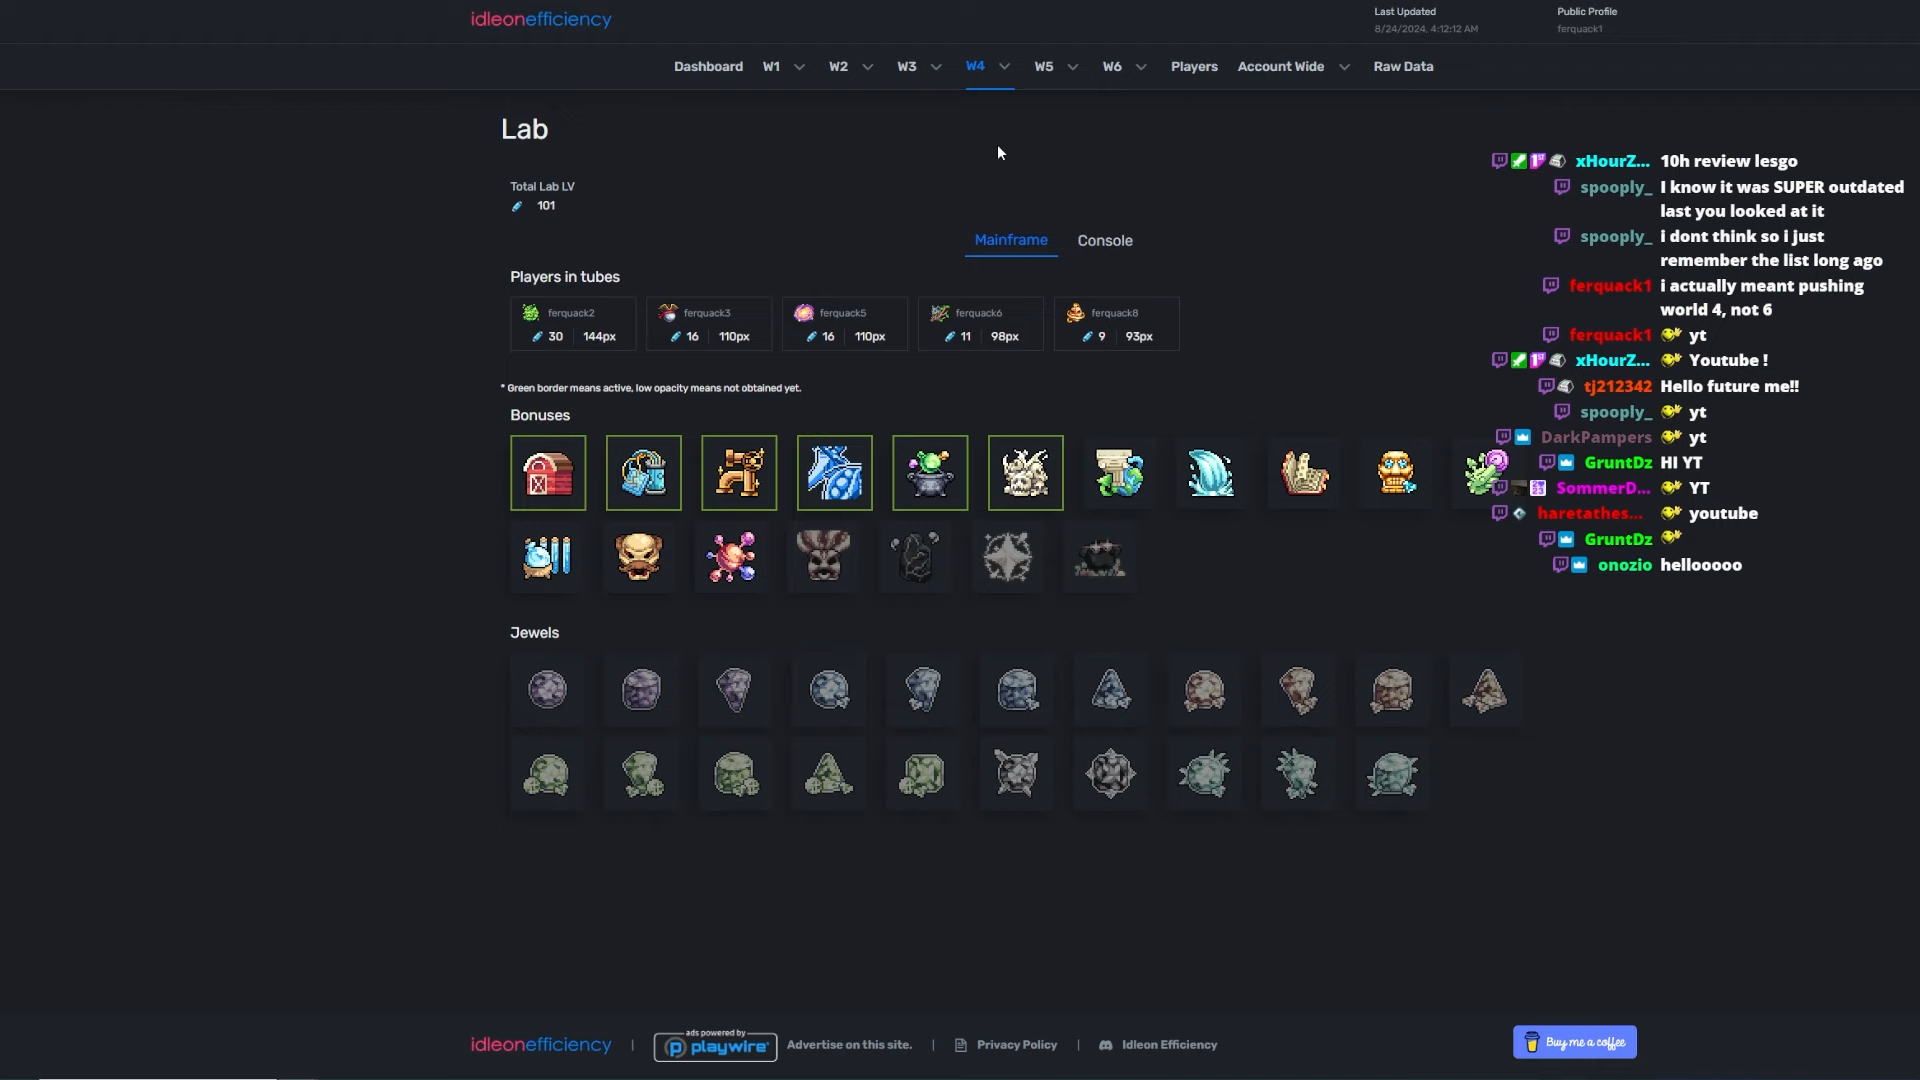 idleonefficiency
Last Updated
8/24/2024, 4:12:12 AM
Public Profile
ferquack1
Dashboard W1 W2 W3 W4 W5 W6 Players Account Wide Raw Data
Lab
Total Lab LV
101
Mainframe Console
Players in tubes
ferquack2
30 144px
ferquack3
16 110px
ferquack5
16 110px
ferquack6
11 98px
ferquack8
9 93px
* Green border means active, low opacity means not obtained yet.
Bonuses
Jewels
xHourZ... 10h review lesgo
spooply_ I know it was SUPER outdated
last you looked at it
spooply_ i dont think so i just
remember the list long ago
ferquack1 i actually meant pushing
world 4, not 6
ferquack1 yt
xHourZ... Youtube !
tj212342 Hello future me!!
spooply_ yt
DarkPampers yt
GruntDz HI YT
SommerD... YT
haretathes... youtube
GruntDz
onozio hellooooo
idleonefficiency | ads powered by
playwire Advertise on this site. | Privacy Policy | Idleon Efficiency
Buy me a coffee